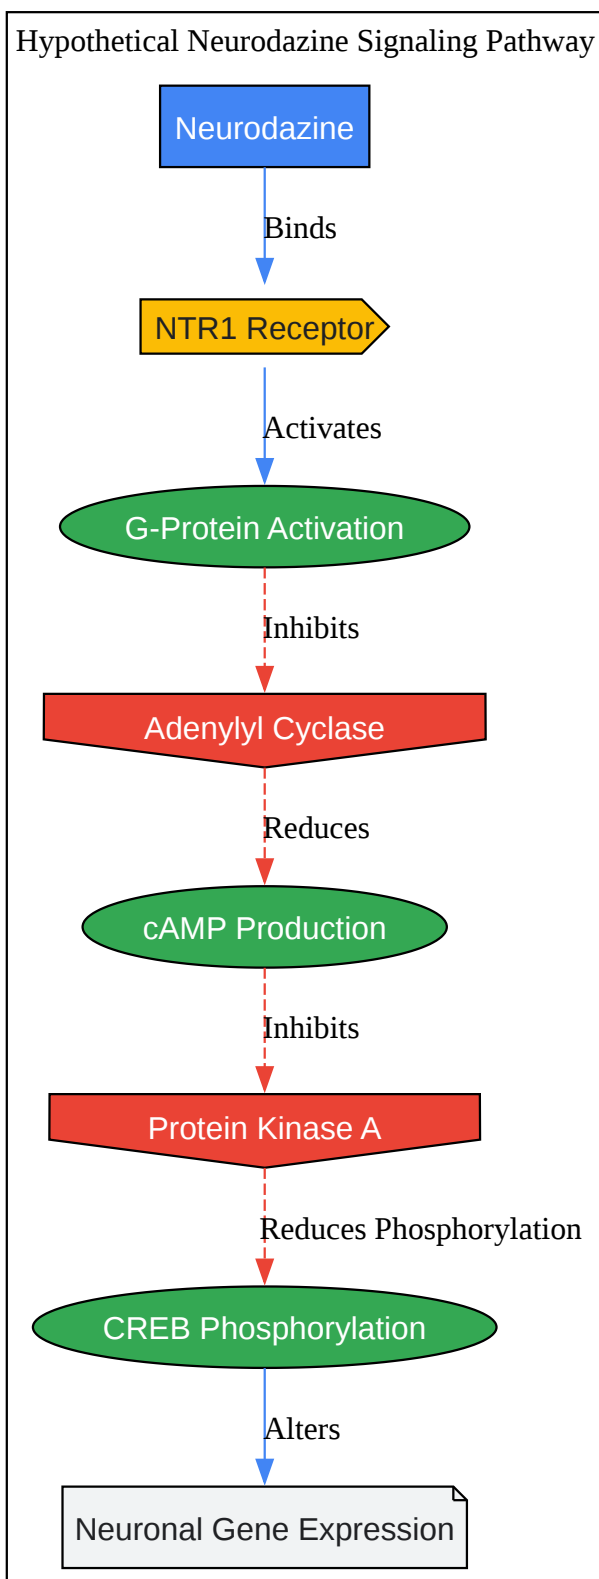 Hypothetical Neurodazine Signaling Pathway
Neurodazine
Binds
NTR1 Receptor
Activates
G-Protein Activation
Inhibits
Adenylyl Cyclase
Reduces
cAMP Production
Inhibits
Protein Kinase A
Reduces Phosphorylation
CREB Phosphorylation
Alters
Neuronal Gene Expression